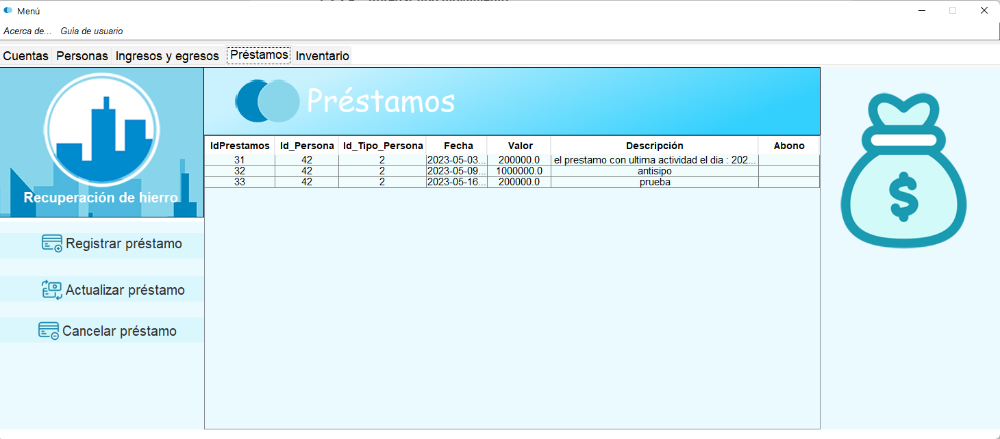 Menú
Acerca de... Guía de usuario
Cuentas Personas Ingresos y egresos Préstamos Inventario
Préstamos
Recuperación de hierro
Registrar préstamo
Actualizar préstamo
Cancelar préstamo
IdPrestamos Id_Persona Id_Tipo_Persona Fecha Valor Descripción Abono
31 42 2 2023-05-03... 200000.0 el prestamo con ultima actividad el dia : 202...
32 42 2 2023-05-09... 1000000.0 antisipo
33 42 2 2023-05-16... 200000.0 prueba
$